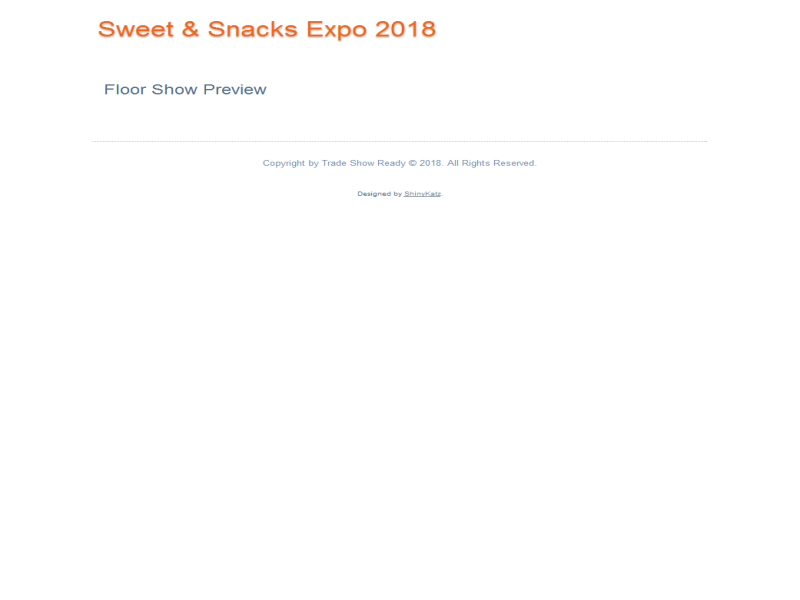 Sweet & Snacks Expo 2018
Floor Show Preview
Copyright by Trade Show Ready © 2018. All Rights Reserved.
Designed by ShinyKatz.